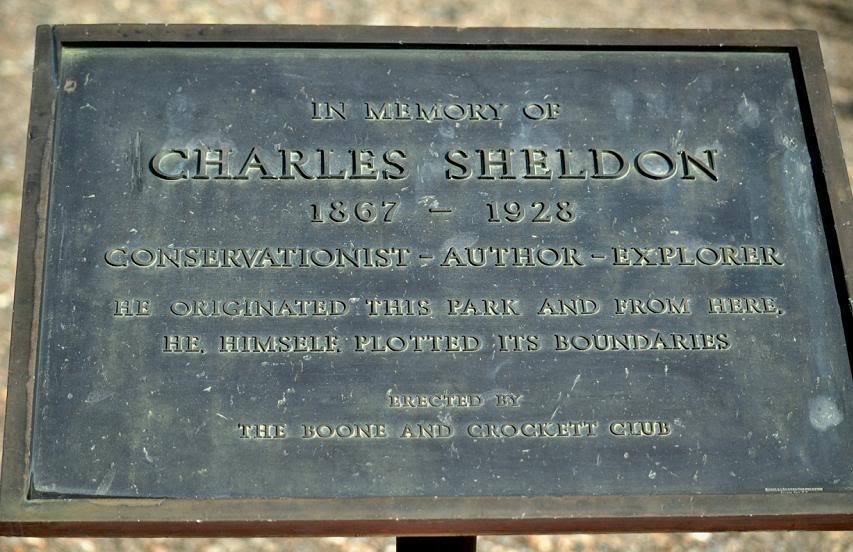 IN MEMORY OF
CHARLES SHELDON
1867 – 1928
CONSERVATIONIST - AUTHOR - EXPLORER
HE ORIGINATED THIS PARK AND FROM HERE,
HE, HIMSELF, PLOTTED ITS BOUNDARIES
ERECTED BY
THE BOONE AND CROCKETT CLUB